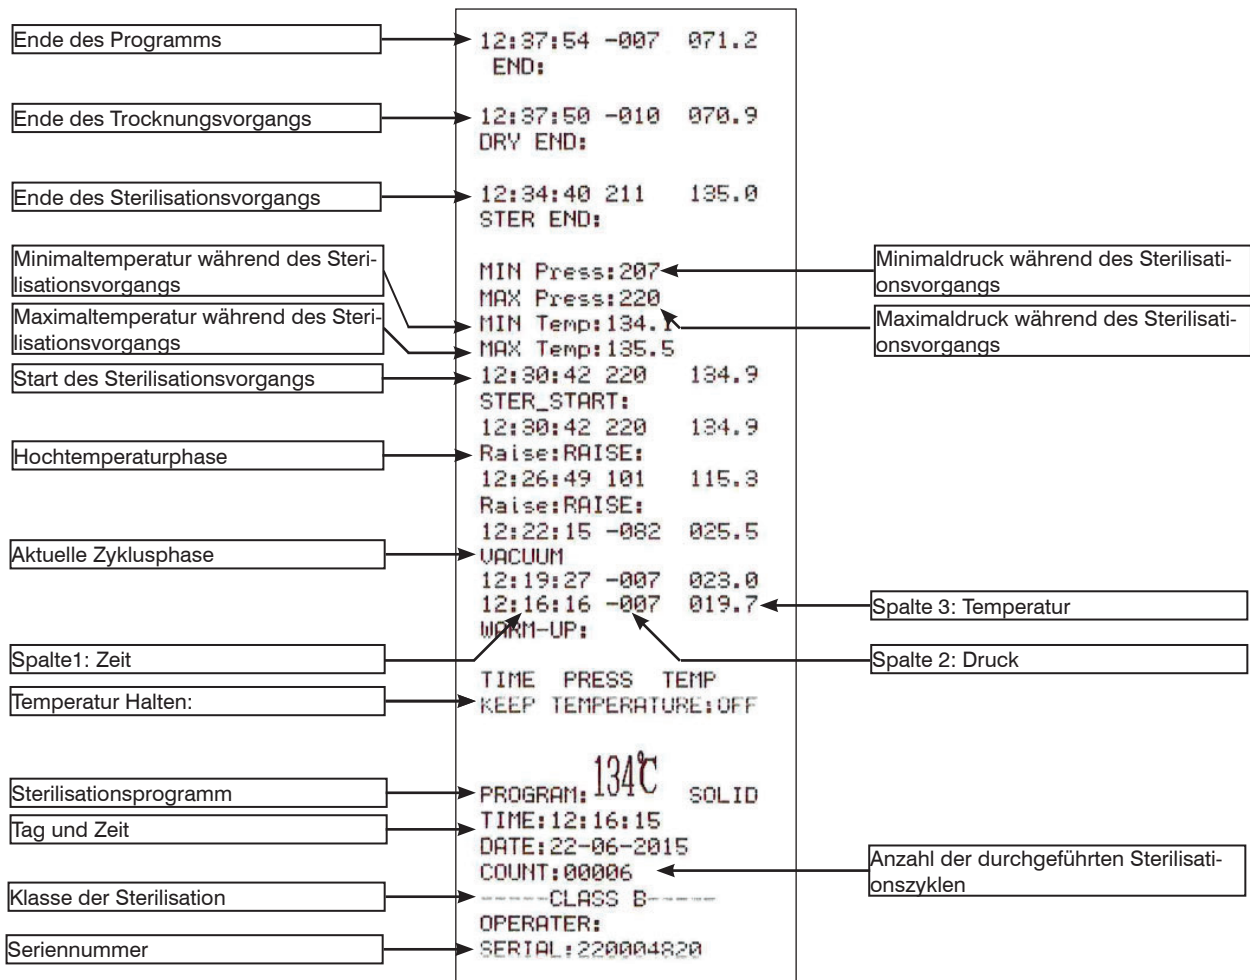 Ende des Programms
12:37:54 -007 071.2
END:
Ende des Trocknungsvorgangs
12:37:50 -010 070.9
DRY END:
Ende des Sterilisationsvorgangs
12:34:40 211 135.0
STER END:
Minimaltemperatur während des Steri-
lisationsvorgangs
Maximaltemperatur während des Steri-
lisationsvorgangs
MIN Press:207
MAX Press:220
MIN Temp:134.1
MAX Temp:135.5
Minimaldruck während des Sterilisati-
onsvorgangs
Maximaldruck während des Sterilisati-
onsvorgangs
Start des Sterilisationsvorgangs
12:30:42 220 134.9
STER_START:
12:30:42 220 134.9
Hochtemperaturphase
Raise:RAISE:
12:26:49 101 115.3
Raise:RAISE:
12:22:15 -082 025.5
Aktuelle Zyklusphase
VACUUM
12:19:27 -007 023.0
12:16:16 -007 019.7
Spalte 3: Temperatur
WARM-UP:
Spalte1: Zeit
Spalte 2: Druck
TIME PRESS TEMP
Temperatur Halten:
KEEP TEMPERATURE:OFF
Sterilisationsprogramm
PROGRAM: 134℃ SOLID
Tag und Zeit
TIME:12:16:15
DATE:22-06-2015
COUNT:00006
Anzahl der durchgeführten Sterilisati-
onszyklen
Klasse der Sterilisation
-----CLASS B-----
OPERATER:
Seriennummer
SERIAL:220004820